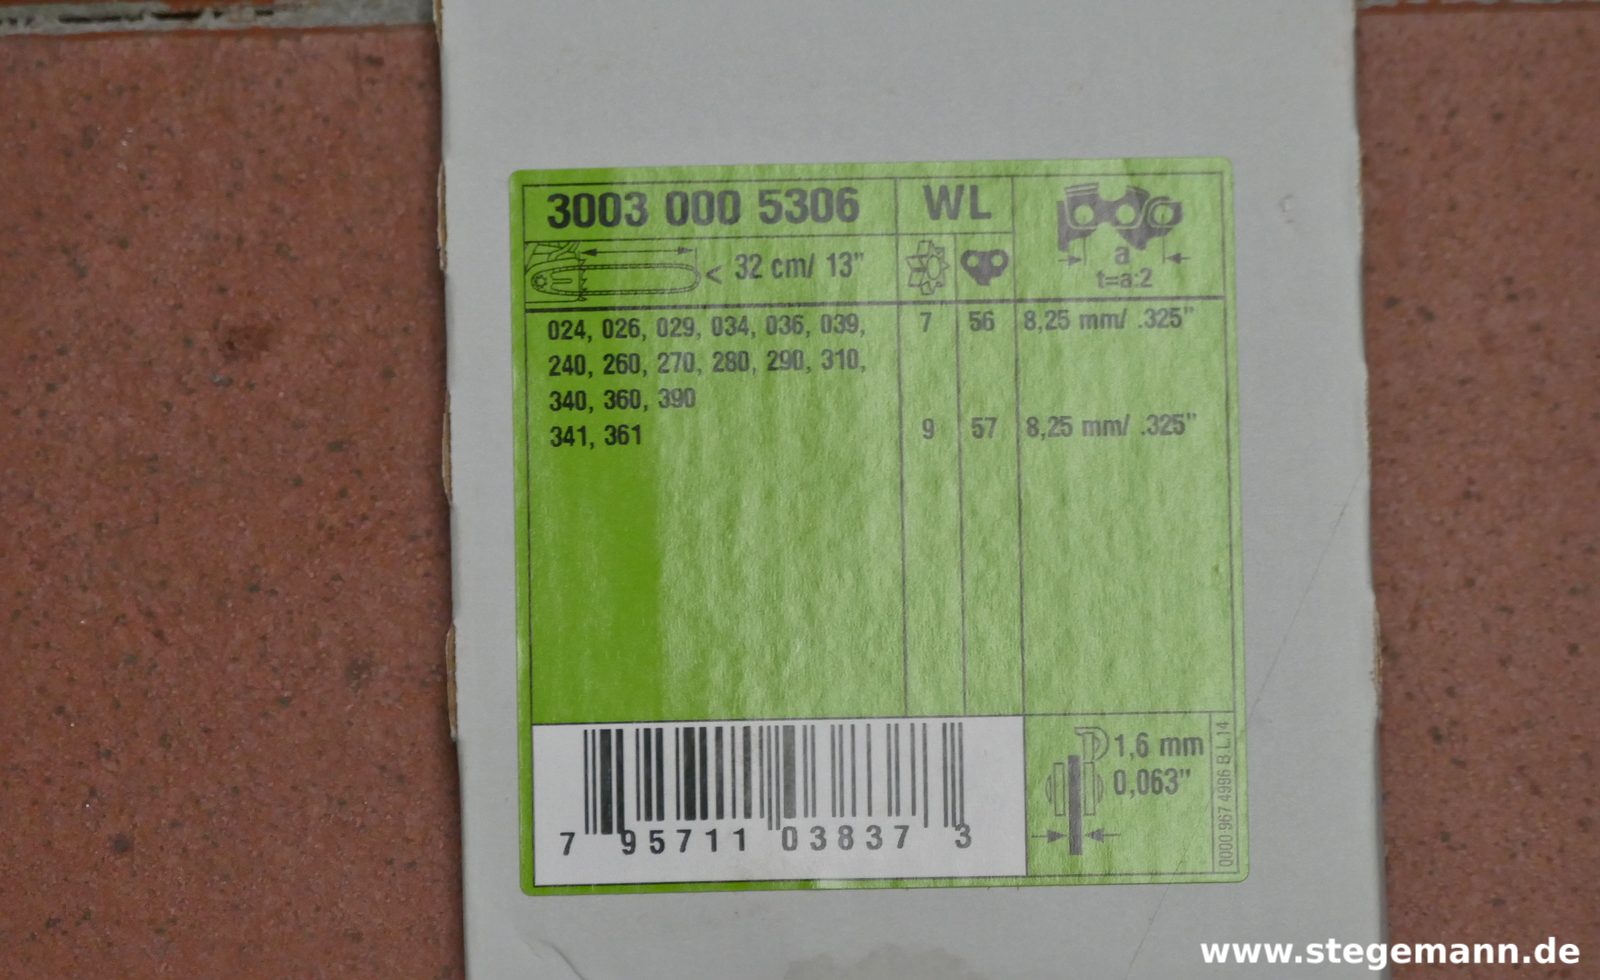 3003 000 5306 WL
< 32 cm/ 13"
a
t=a:2
024, 026, 029, 034, 036, 039, 7 56 8,25 mm/ .325"
240, 260, 270, 280, 290, 310,
340, 360, 390
341, 361 9 57 8,25 mm/ .325"
1,6 mm
0,063"
0000 967 4996 B.L.14
7 95711 03837 3
www.stegemann.de